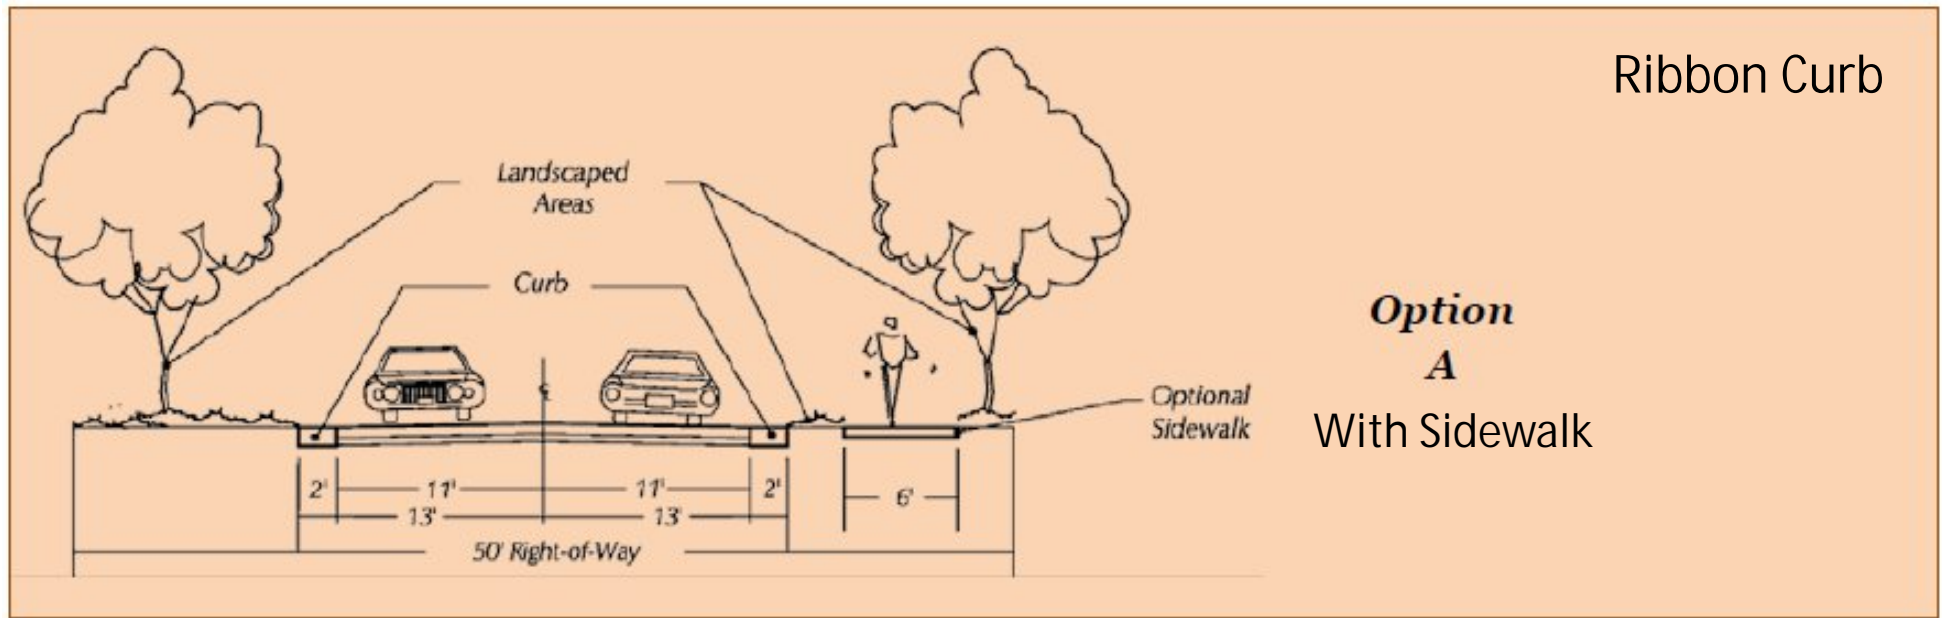 Ribbon Curb
Landscaped
Areas
Curb
Option
A
With Sidewalk
Optional
Sidewalk
℄
2' 11' 11' 2' 6'
13' 13'
50' Right-of-Way